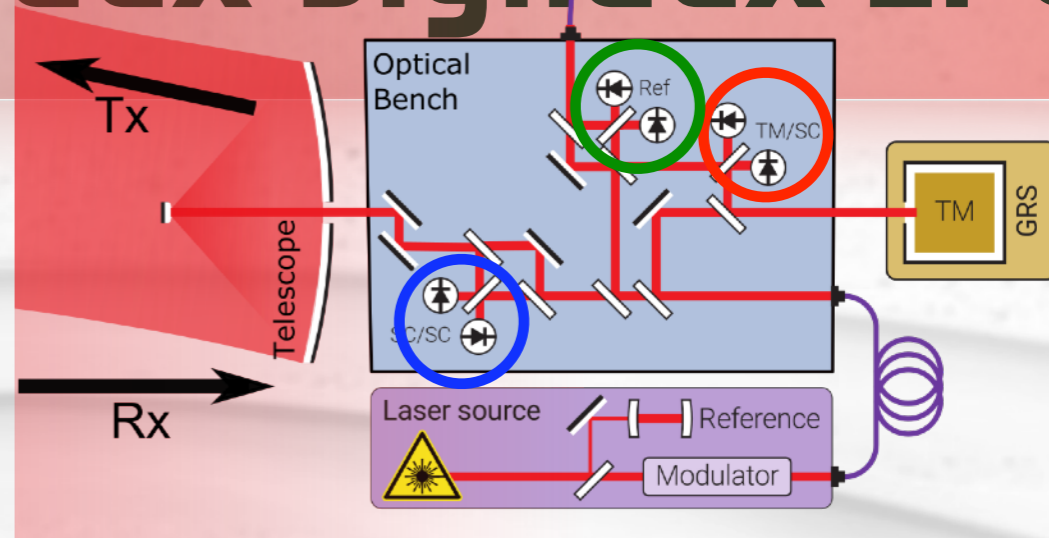 Optical
Bench
Ref
TM/SC
Tx
TM
GRS
Telescope
SC/SC
Rx
Laser source
Reference
Modulator